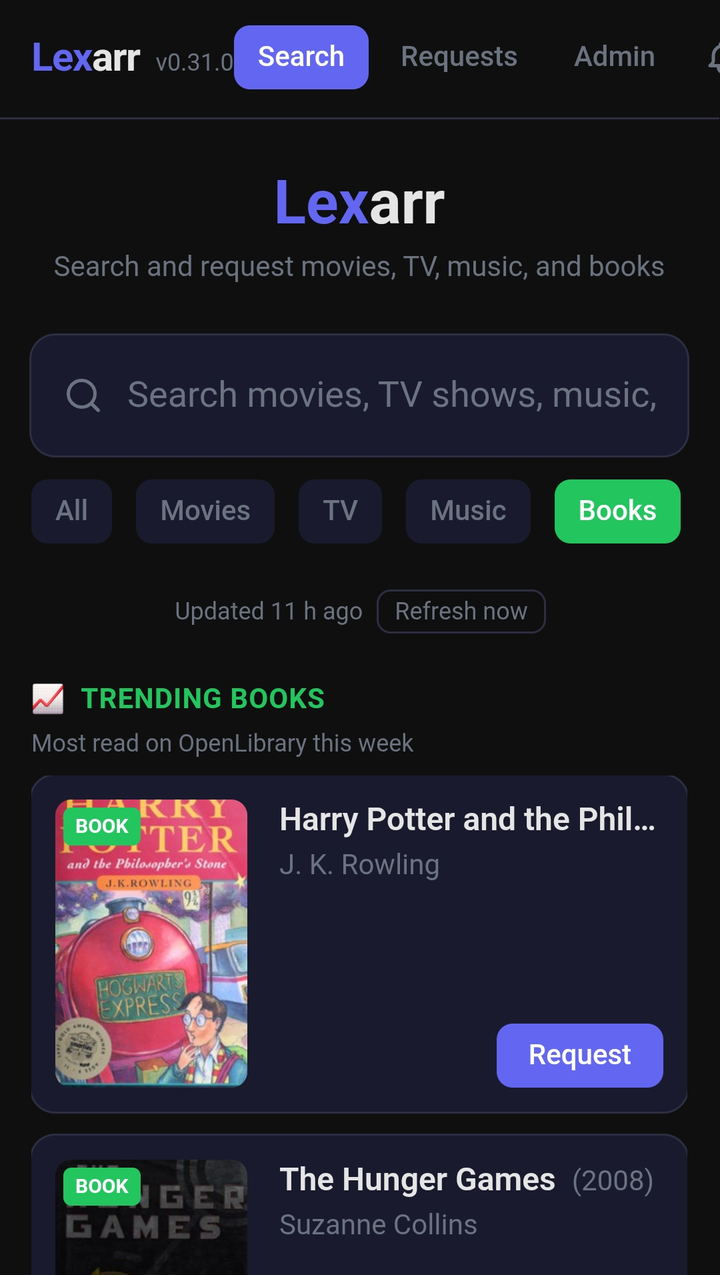 Lexarr v0.31.0 Search Requests Admin
Lexarr
Search and request movies, TV, music, and books
Search movies, TV shows, music,
All Movies TV Music Books
Updated 11 h ago Refresh now
TRENDING BOOKS
Most read on OpenLibrary this week
BOOK
HARRY
POTTER
and the Philosopher's Stone
J.K.ROWLING
9¾
HOGWARTS
EXPRESS
Harry Potter and the Phil…
J. K. Rowling
Request
BOOK
HUNGER
GAMES
The Hunger Games (2008)
Suzanne Collins